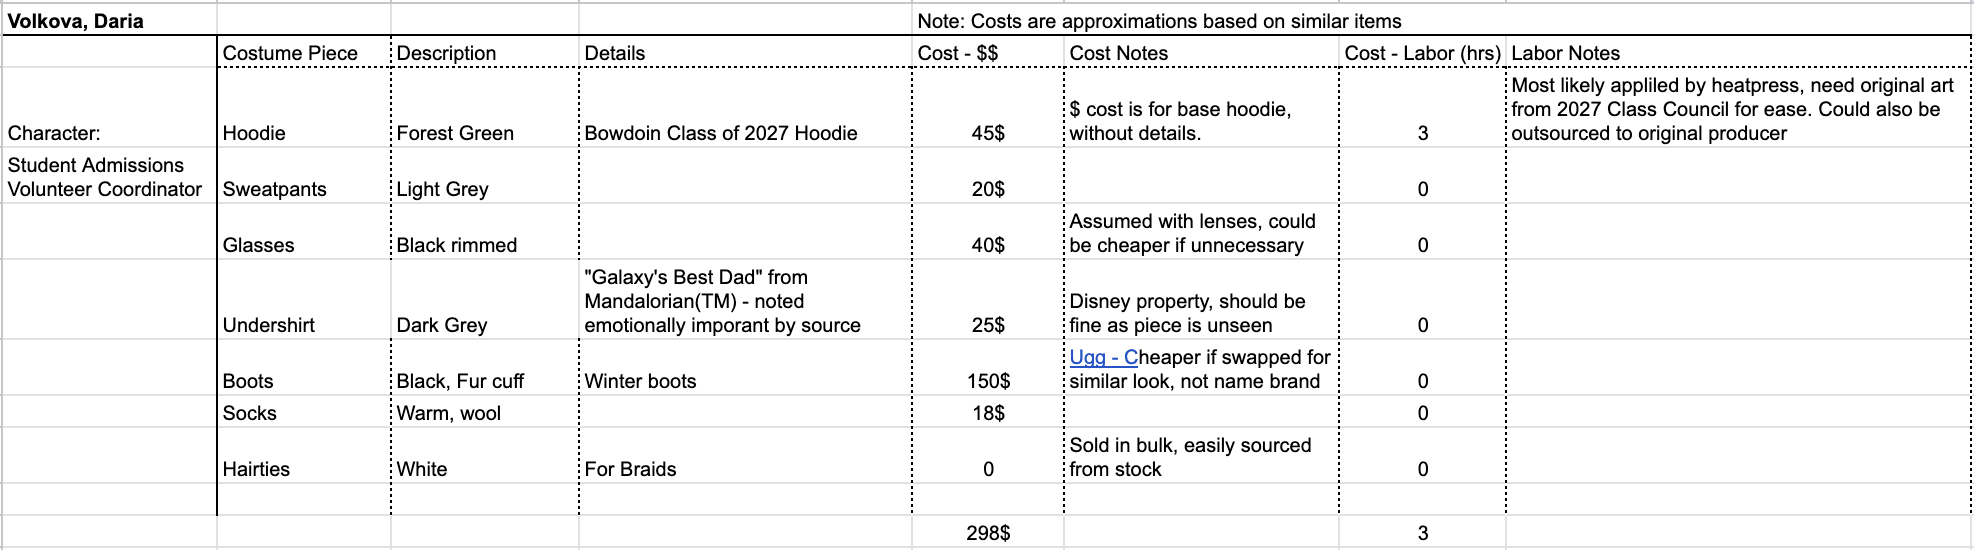 Volkova, Daria
Note: Costs are approximations based on similar items
Costume Piece
Description
Details
Cost - $$
Cost Notes
Cost - Labor (hrs)
Labor Notes
Character:
Hoodie
Forest Green
Bowdoin Class of 2027 Hoodie
45$
$ cost is for base hoodie,
without details.
3
Most likely appliled by heatpress, need original art
from 2027 Class Council for ease. Could also be
outsourced to original producer
Student Admissions
Volunteer Coordinator
Sweatpants
Light Grey
20$
0
Glasses
Black rimmed
40$
Assumed with lenses, could
be cheaper if unnecessary
0
Undershirt
Dark Grey
"Galaxy's Best Dad" from
Mandalorian(TM) - noted
emotionally imporant by source
25$
Disney property, should be
fine as piece is unseen
0
Boots
Black, Fur cuff
Winter boots
150$
Ugg - Cheaper if swapped for
similar look, not name brand
0
Socks
Warm, wool
18$
0
Hairties
White
For Braids
0
Sold in bulk, easily sourced
from stock
0
298$
3